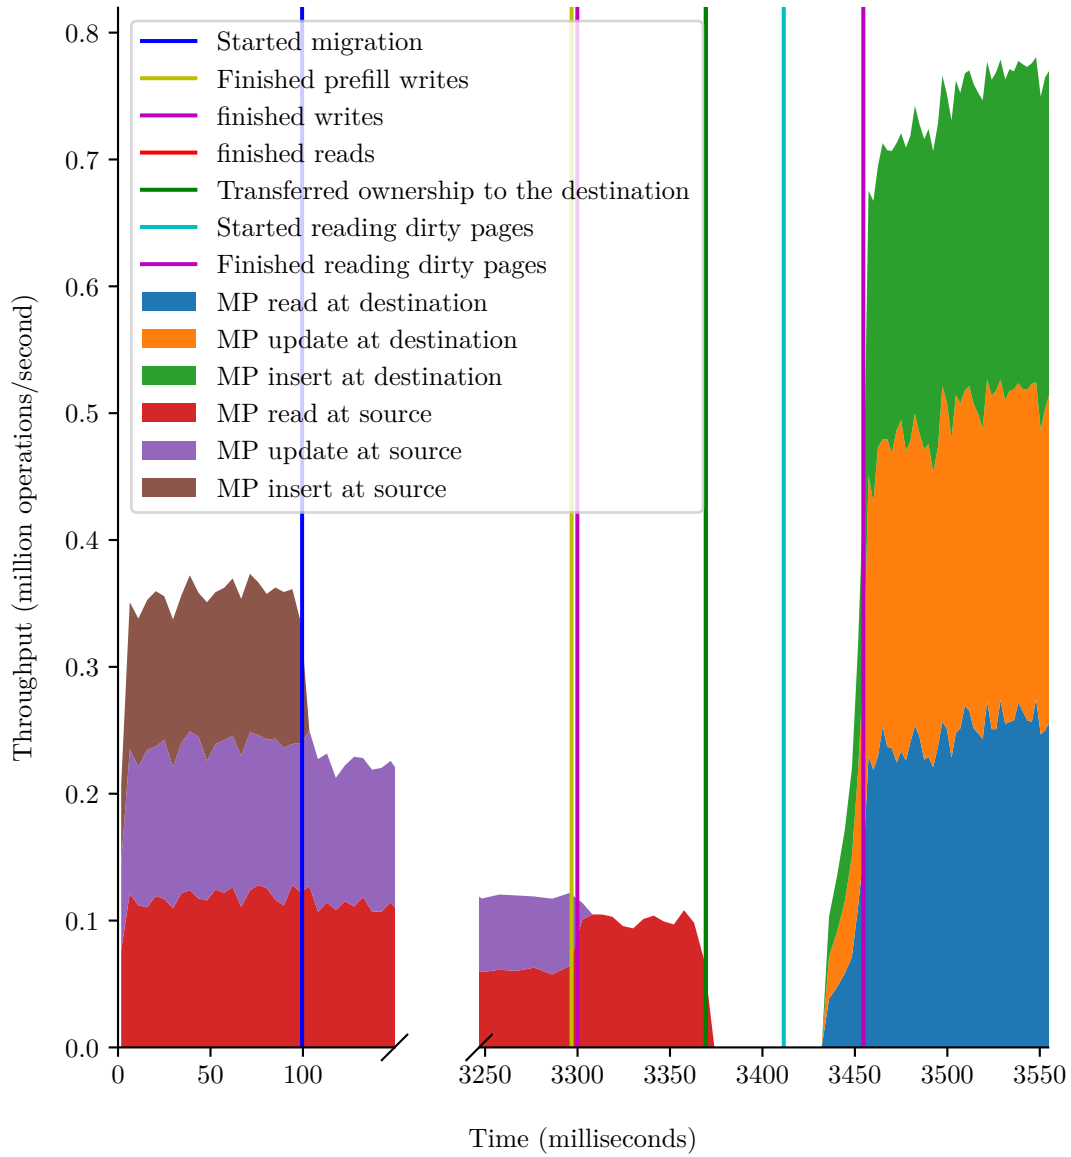 0.8
0.7
0.6
0.5
0.4
0.3
0.2
0.1
0.0
Throughput (million operations/second)
Started migration
Finished prefill writes
finished writes
finished reads
Transferred ownership to the destination
Started reading dirty pages
Finished reading dirty pages
MP read at destination
MP update at destination
MP insert at destination
MP read at source
MP update at source
MP insert at source
0 50 100 3250 3300 3350 3400 3450 3500 3550
Time (milliseconds)